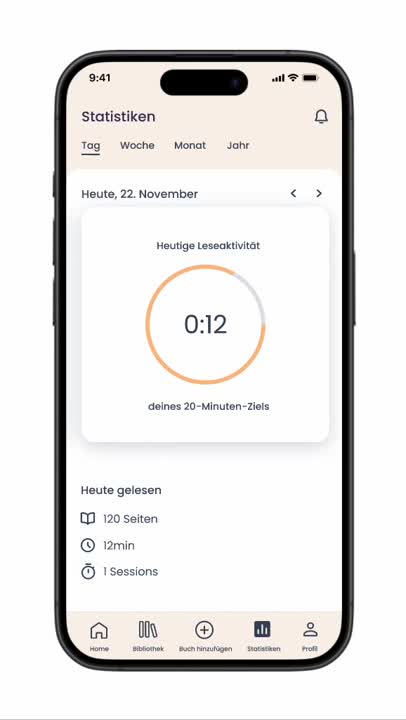 9:41
Statistiken
Tag Woche Monat Jahr
Heute, 22. November
Heutige Leseaktivität
0:12
deines 20-Minuten-Ziels
Heute gelesen
120 Seiten
12min
1 Sessions
Home Bibliothek Buch hinzufügen Statistiken Profil